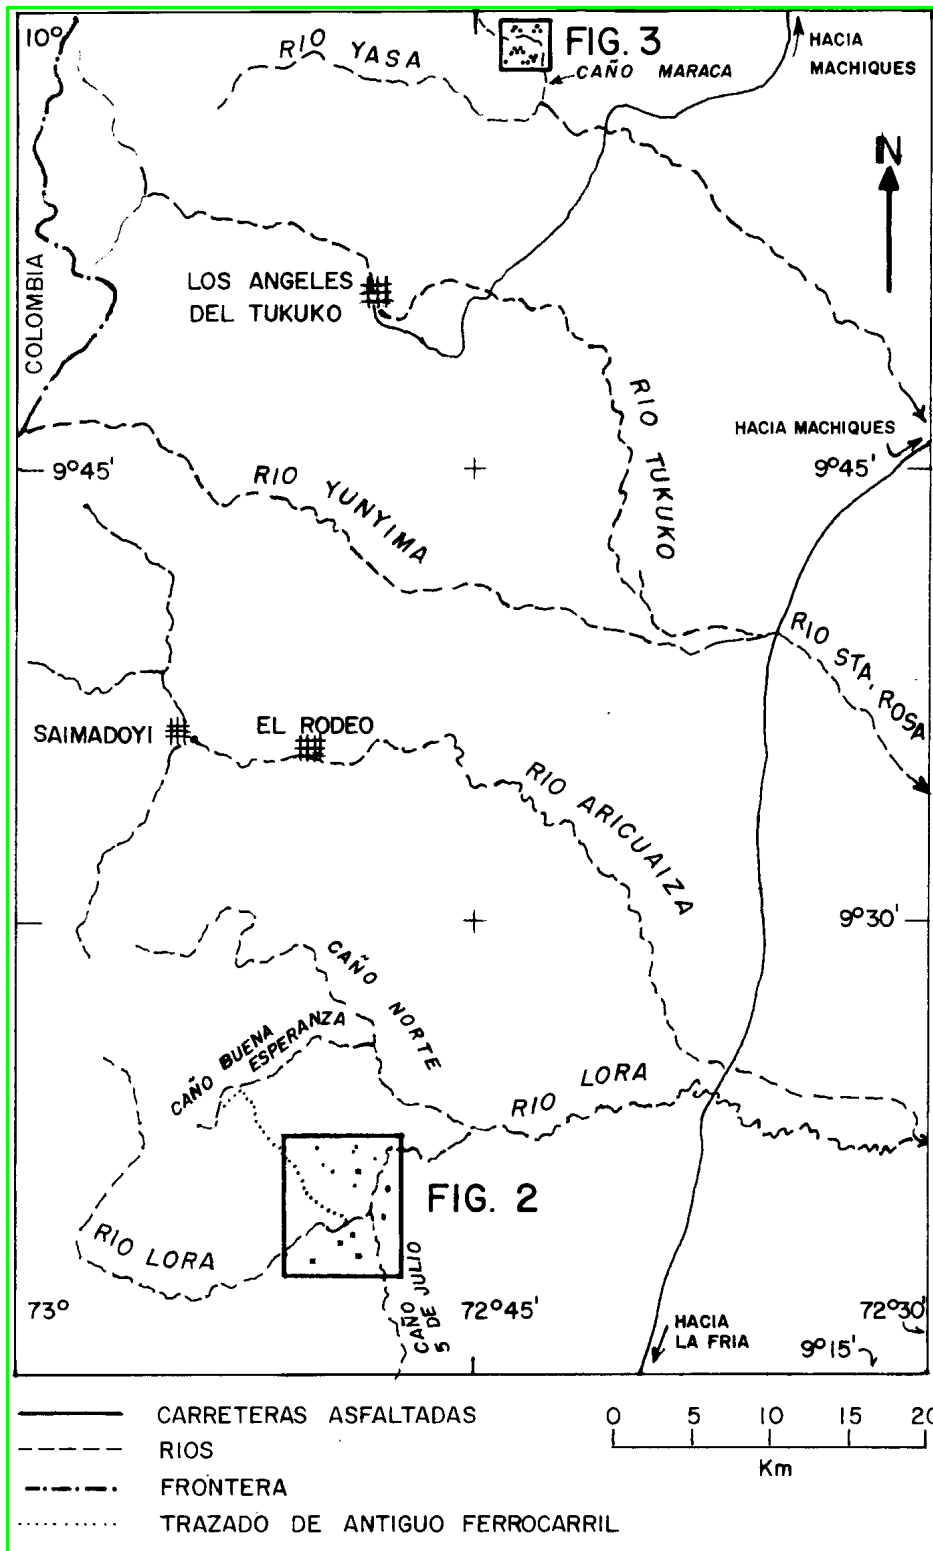 10°
RIO YASA
FIG. 3
CAÑO MARACA
HACIA
MACHIQUES
N
COLOMBIA
LOS ANGELES
DEL TUKUKO
RIO TUKUKO
HACIA MACHIQUES
9°45'
9°45'
RIO YUNYIMA
RIO STA. ROSA
SAIMADOYI
EL RODEO
RIO ARICUAIZA
9°30'
CAÑO NORTE
CAÑO BUENA
ESPERANZA
RIO LORA
FIG. 2
RIO LORA
CAÑO
5 DE JULIO
73°
72°45'
72°30'
HACIA
LA FRIA
9°15'
CARRETERAS ASFALTADAS
0 5 10 15 20
RIOS
Km
FRONTERA
TRAZADO DE ANTIGUO FERROCARRIL